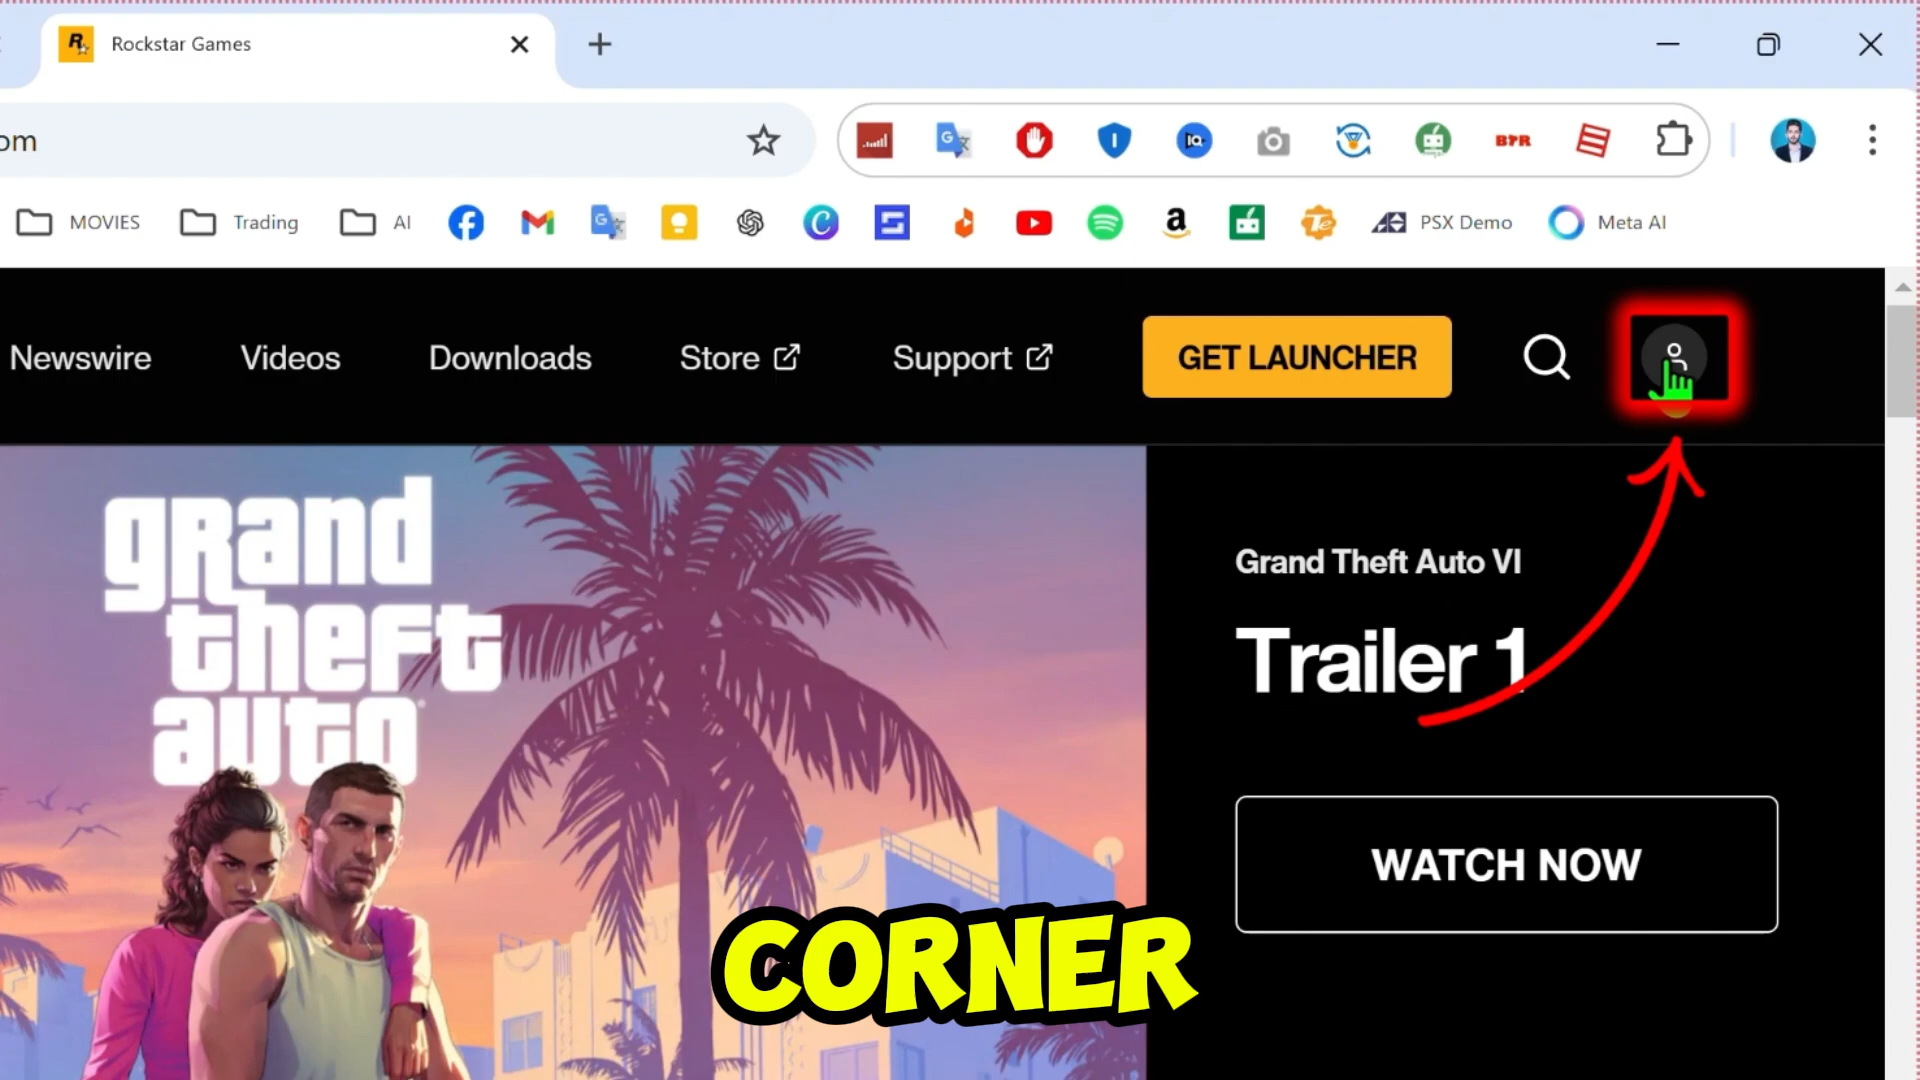 Rockstar Games
om
MOVIES
Trading
AI
PSX Demo
Meta AI
Newswire
Videos
Downloads
Store
Support
GET LAUNCHER
grand
theft
auto
Grand Theft Auto VI
Trailer 1
WATCH NOW
CORNER